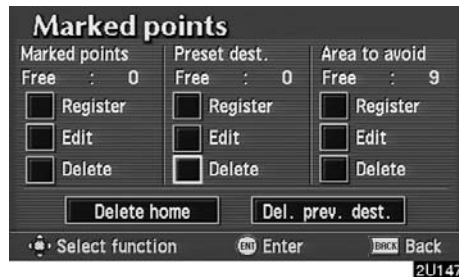 Marked points
Marked points Preset dest. Area to avoid
Free : 0 Free : 0 Free : 9
Register Register Register
Edit Edit Edit
Delete Delete Delete
Delete home Del. prev. dest.
Select function ENT Enter BACK Back
2U147